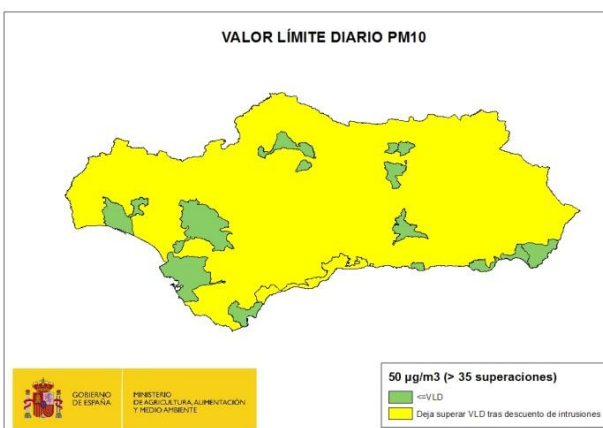 VALOR LÍMITE DIARIO PM10
GOBIERNO
DE ESPAÑA
MINISTERIO
DE AGRICULTURA, ALIMENTACIÓN
Y MEDIO AMBIENTE
50 µg/m3 (> 35 superaciones)
<=VLD
Deja superar VLD tras descuento de intrusiones